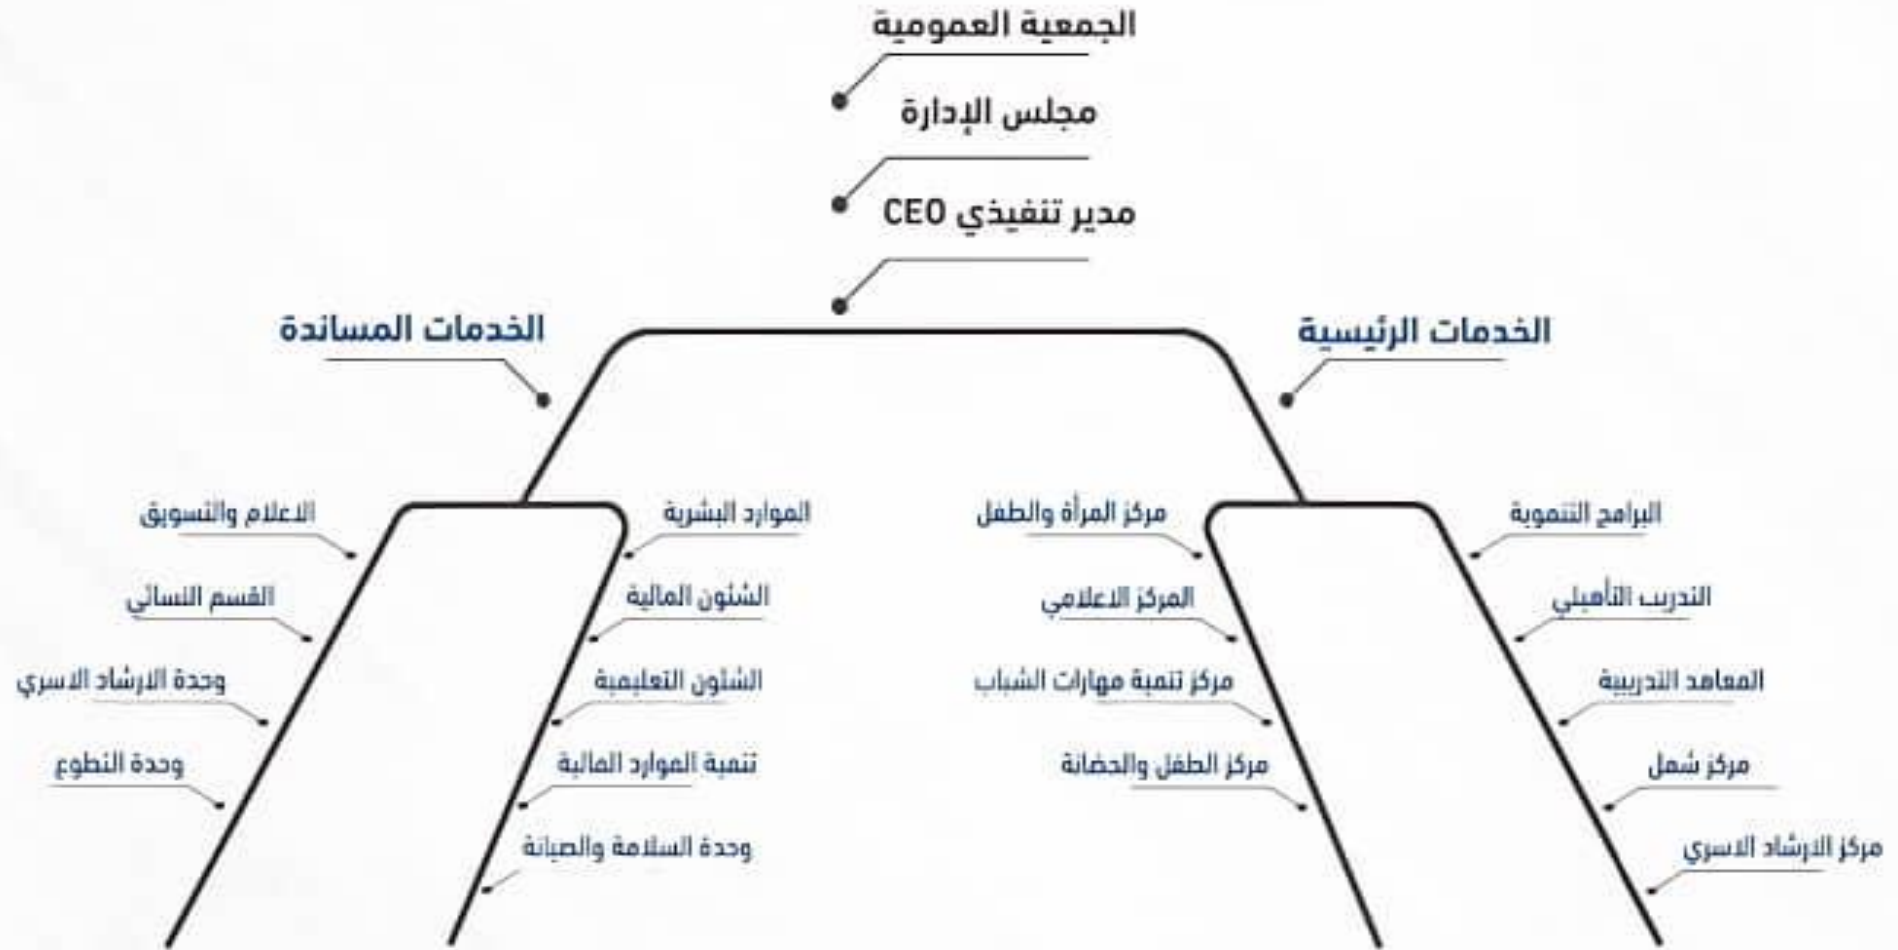 الجمعية العمومية
مجلس الإدارة
مدير تنفيذي CEO
الخدمات الرئيسية
الخدمات المساندة
البرامج التنموية
التدريب التأهيلي
المعاهد التدريبية
مركز شمل
مركز الارشاد الاسري
مركز المرأة والطفل
المركز الاعلامي
مركز تنمية مهارات الشباب
مركز الطفل والحضانة
الموارد البشرية
الشئون المالية
الشئون التعليمية
تنمية الموارد المالية
وحدة السلامة والصيانة
الاعلام والتسويق
القسم النسائي
وحدة الارشاد الاسري
وحدة التطوع